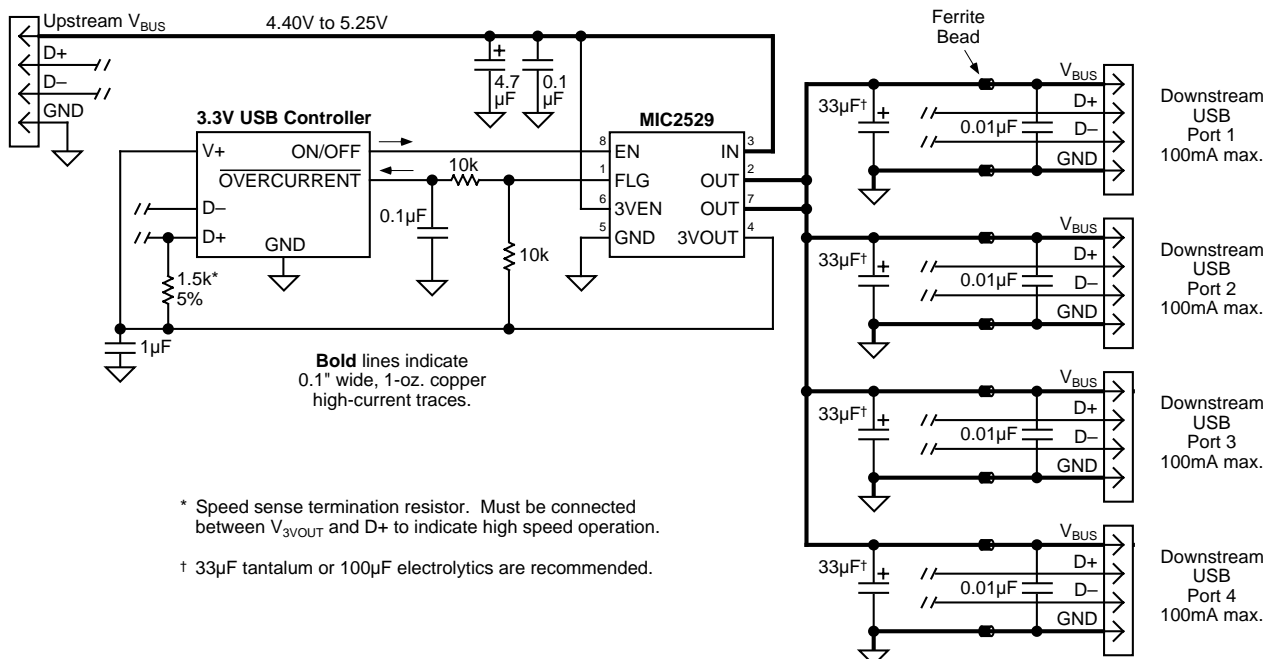 Upstream VBUS
4.40V to 5.25V
D+
D–
GND
4.7
µF
0.1
µF
3.3V USB Controller
V+
ON/OFF
OVERCURRENT
D–
D+
GND
1.5k*
5%
1µF
10k
0.1µF
10k
MIC2529
8
EN
IN
3
1
FLG
OUT
2
6
3VEN
OUT
7
5
GND
3VOUT
4
Bold lines indicate
0.1" wide, 1-oz. copper
high-current traces.
* Speed sense termination resistor. Must be connected
between V3VOUT and D+ to indicate high speed operation.
† 33µF tantalum or 100µF electrolytics are recommended.
Ferrite
Bead
33µF†
0.01µF
VBUS
D+
D–
GND
Downstream
USB
Port 1
100mA max.
33µF†
0.01µF
VBUS
D+
D–
GND
Downstream
USB
Port 2
100mA max.
33µF†
0.01µF
VBUS
D+
D–
GND
Downstream
USB
Port 3
100mA max.
33µF†
0.01µF
VBUS
D+
D–
GND
Downstream
USB
Port 4
100mA max.